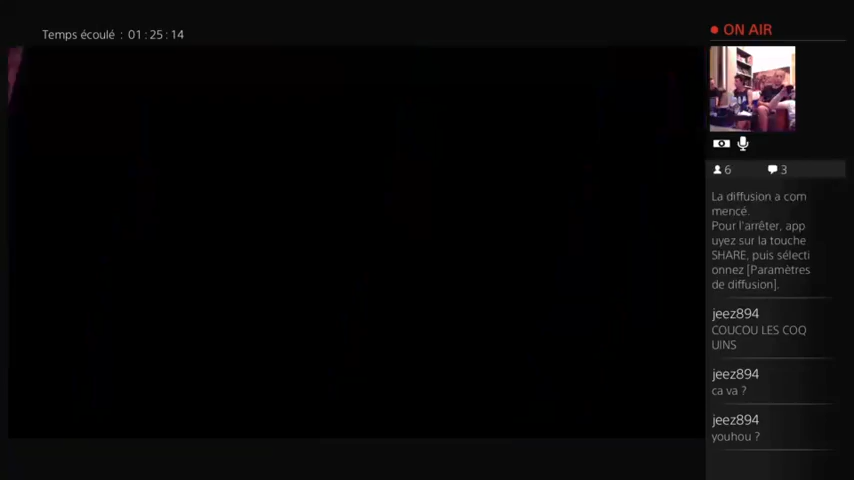 Temps écoulé : 01:25:14
ON AIR
6
3
La diffusion a com
mencé.
Pour l'arrêter, app
uyez sur la touche
SHARE, puis sélecti
onnez [Paramètres
de diffusion].
jeez894
COUCOU LES COQ
UINS
jeez894
ca va ?
jeez894
youhou ?